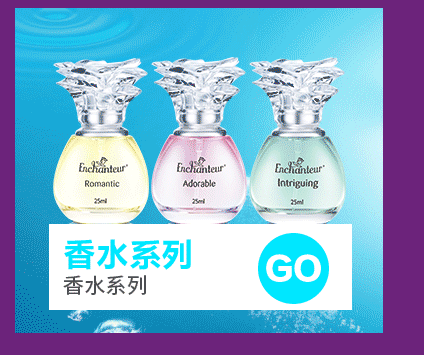 Enchanteur
Romantic
25ml
Enchanteur
Adorable
25ml
Enchanteur
Intriguing
25ml
香水系列
香水系列
GO